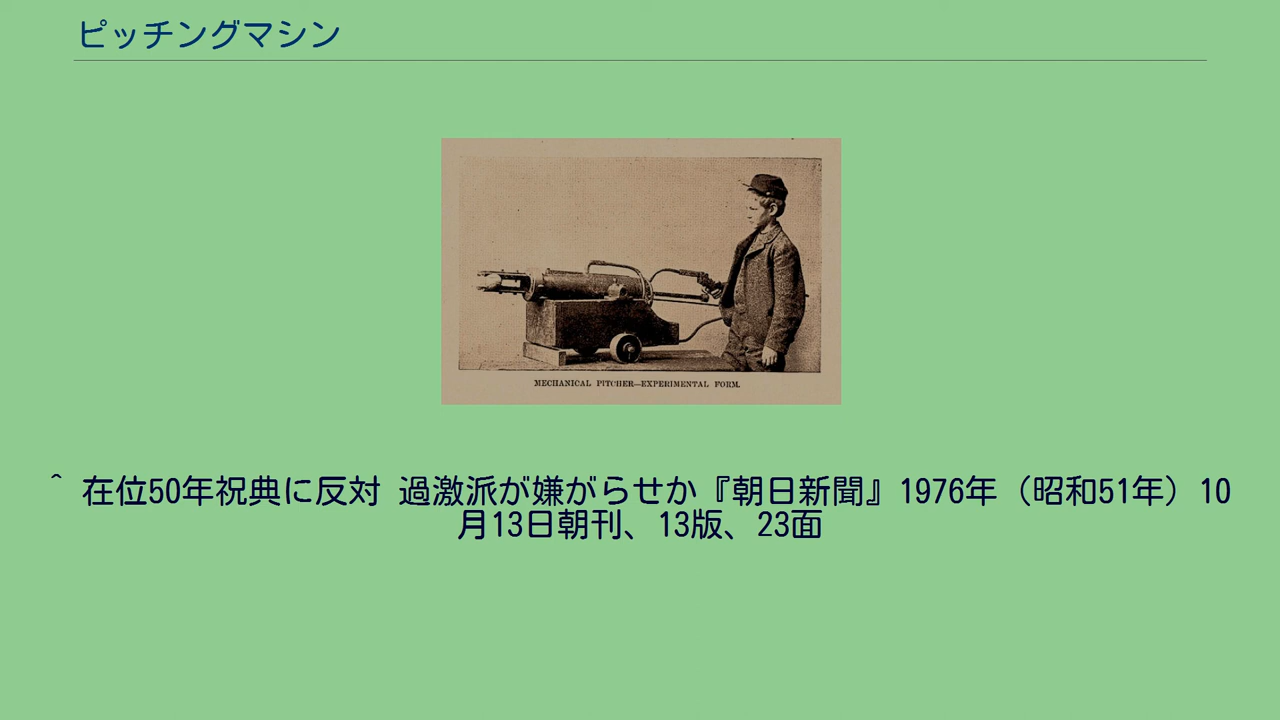 ピッチングマシン
MECHANICAL PITCHER—EXPERIMENTAL FORM.
^ 在位50年祝典に反対 過激派が嫌がらせか『朝日新聞』1976年（昭和51年）10
月13日朝刊、13版、23面